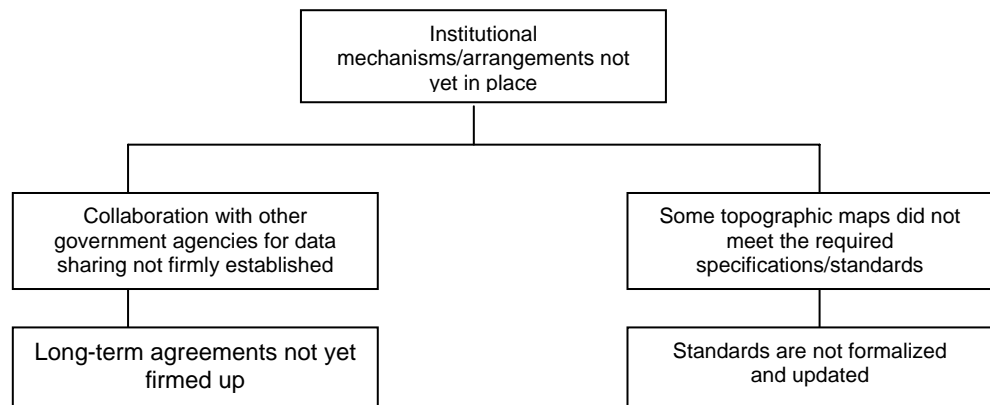 Institutional
mechanisms/arrangements not
yet in place
Collaboration with other
government agencies for data
sharing not firmly established
Some topographic maps did not
meet the required
specifications/standards
Long-term agreements not yet
firmed up
Standards are not formalized
and updated